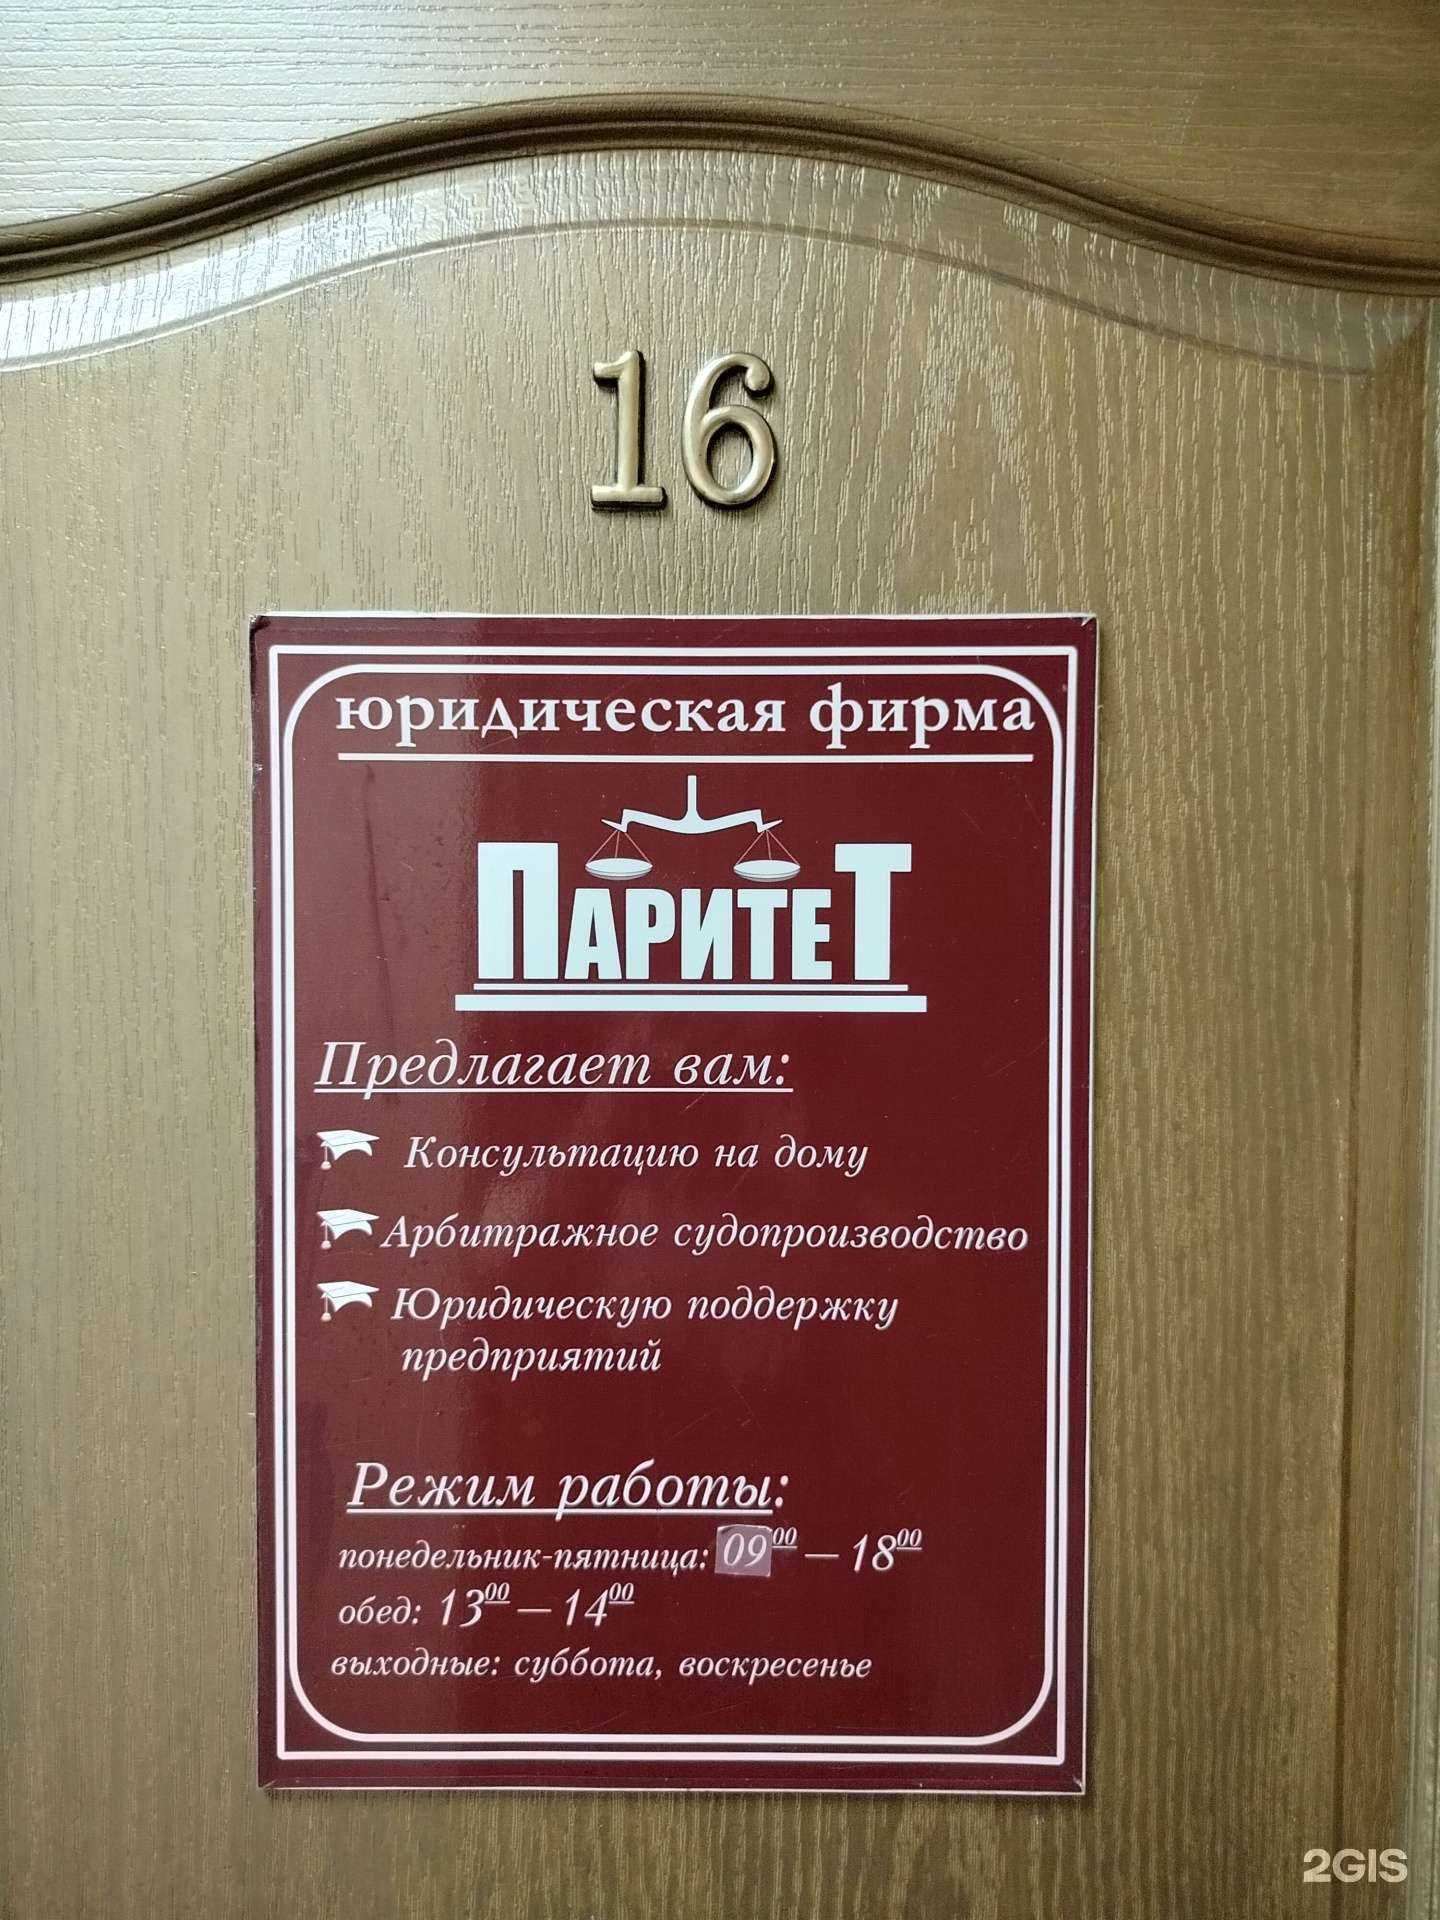 16
юридическая фирма
ПАРИТЕТ
Предлагает вам:
Консультацию на дому
Арбитражное судопроизводство
Юридическую поддержку
предприятий
Режим работы:
понедельник-пятница: 09⁰⁰ – 18⁰⁰
обед: 13⁰⁰ – 14⁰⁰
выходные: суббота, воскресенье
2GIS